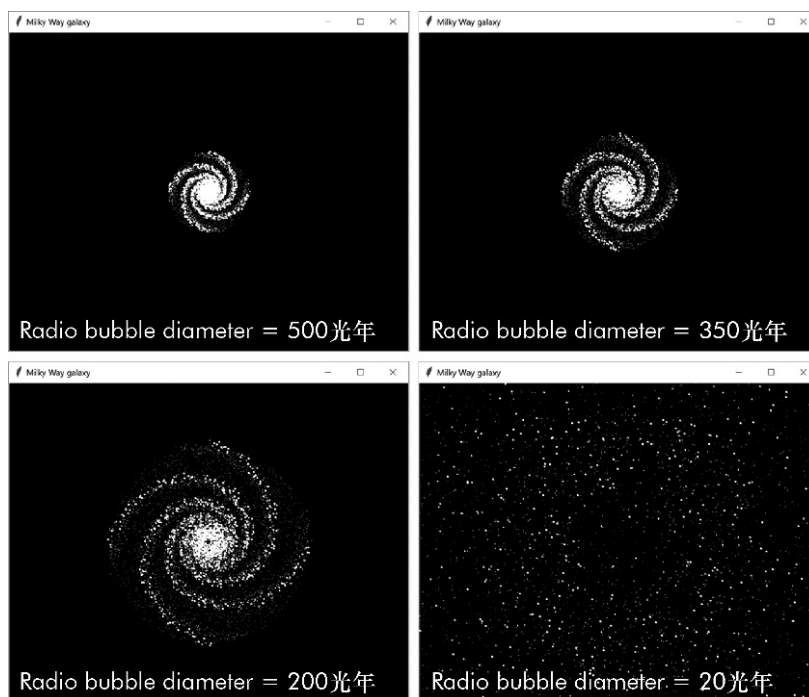 Milky Way galaxy
Radio bubble diameter = 500光年
Milky Way galaxy
Radio bubble diameter = 350光年
Milky Way galaxy
Radio bubble diameter = 200光年
Milky Way galaxy
Radio bubble diameter = 20光年